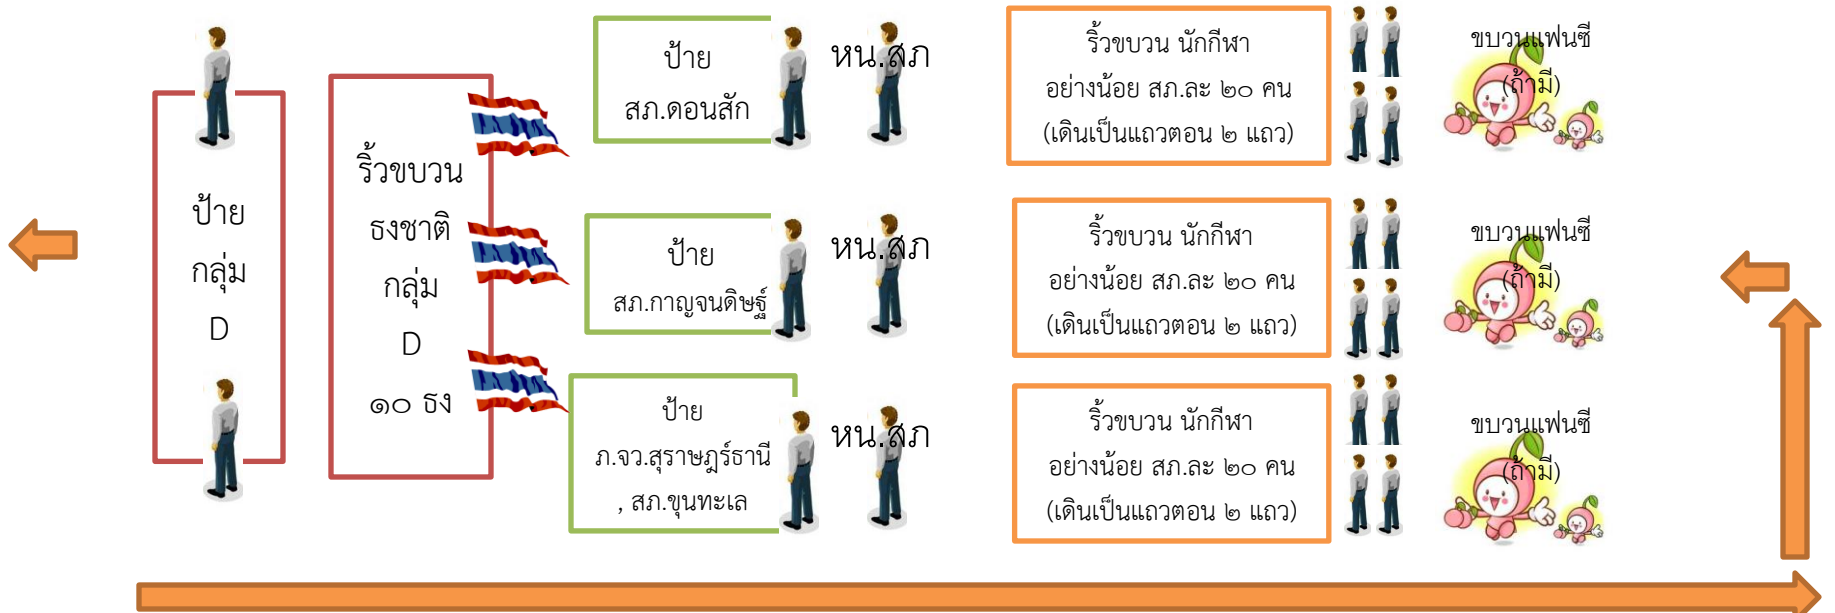 ป้าย
กลุ่ม
D
ริ้วขบวน
ธงชาติ
กลุ่ม
D
๑๐ ธง
ป้าย
สภ.ดอนสัก
หน.สภ
ริ้วขบวน นักกีฬา
อย่างน้อย สภ.ละ ๒๐ คน
(เดินเป็นแถวตอน ๒ แถว)
ขบวนแฟนซี
(ถ้ามี)
ป้าย
สภ.กาญจนดิษฐ์
หน.สภ
ริ้วขบวน นักกีฬา
อย่างน้อย สภ.ละ ๒๐ คน
(เดินเป็นแถวตอน ๒ แถว)
ขบวนแฟนซี
(ถ้ามี)
ป้าย
ภ.จว.สุราษฎร์ธานี
, สภ.ขุนทะเล
หน.สภ
ริ้วขบวน นักกีฬา
อย่างน้อย สภ.ละ ๒๐ คน
(เดินเป็นแถวตอน ๒ แถว)
ขบวนแฟนซี
(ถ้ามี)